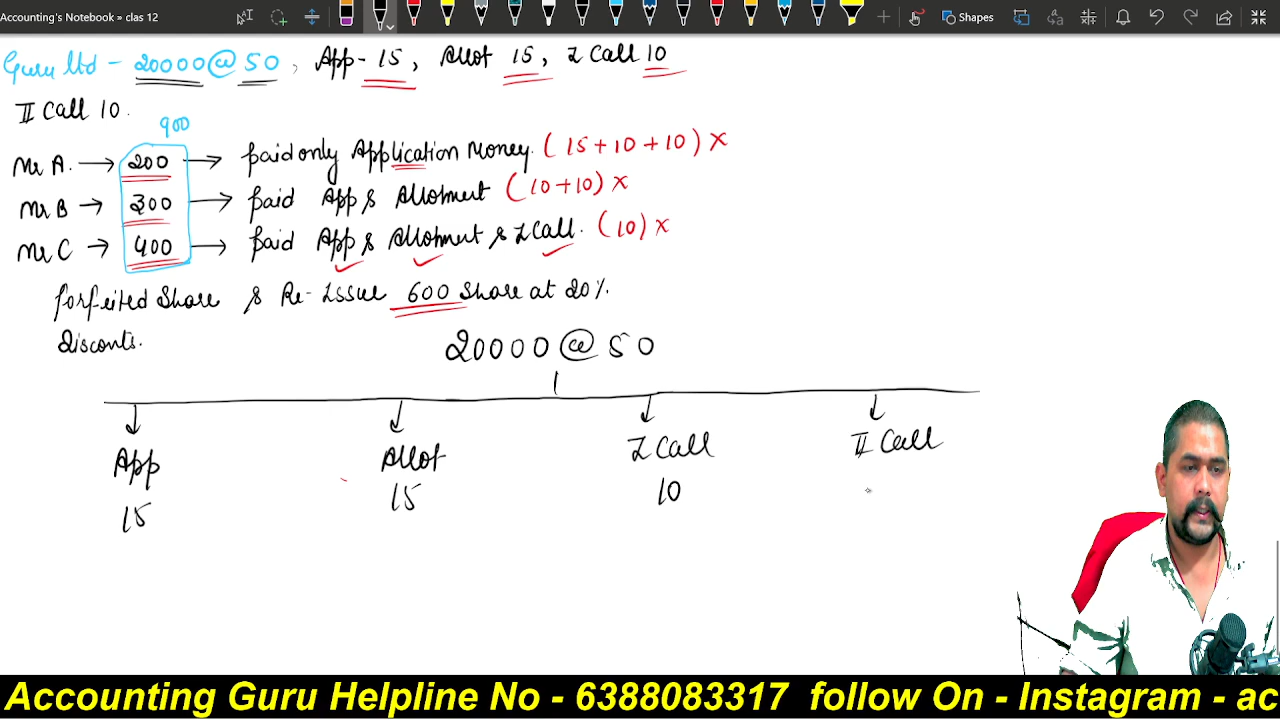 Accounting's Notebook » clas 12
Shapes
Guru ltd - 20000@50, App - 15, Allot 15, I Call 10
II Call 10.
900
Mr A. → 200 → paid only Application Money. (15+10+10) ×
Mr B → 300 → paid App & Allotment (10+10) ×
Mr C → 400 → paid App & Allotment & I Call. (10) ×
forfeited Share & Re-Issue 600 Share at 20%.
Disconts.
20000@50
App Allot I Call II Call
15 15 10
Accounting Guru Helpline No - 6388083317 follow On - Instagram - ac